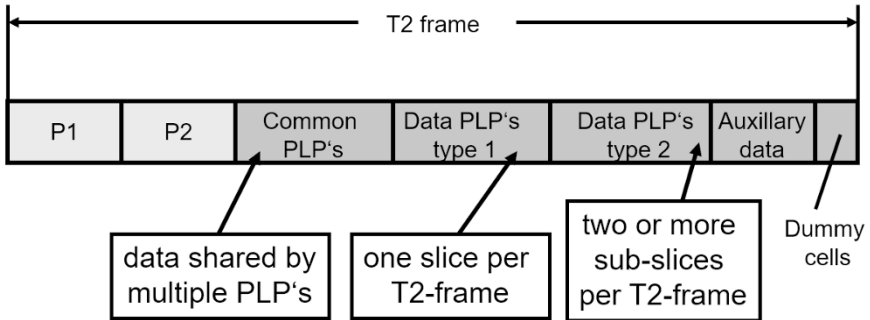 T2 frame
P1
P2
Common
PLP‘s
Data PLP‘s
type 1
Data PLP‘s
type 2
Auxillary
data
data shared by
multiple PLP‘s
one slice per
T2-frame
two or more
sub-slices
per T2-frame
Dummy
cells